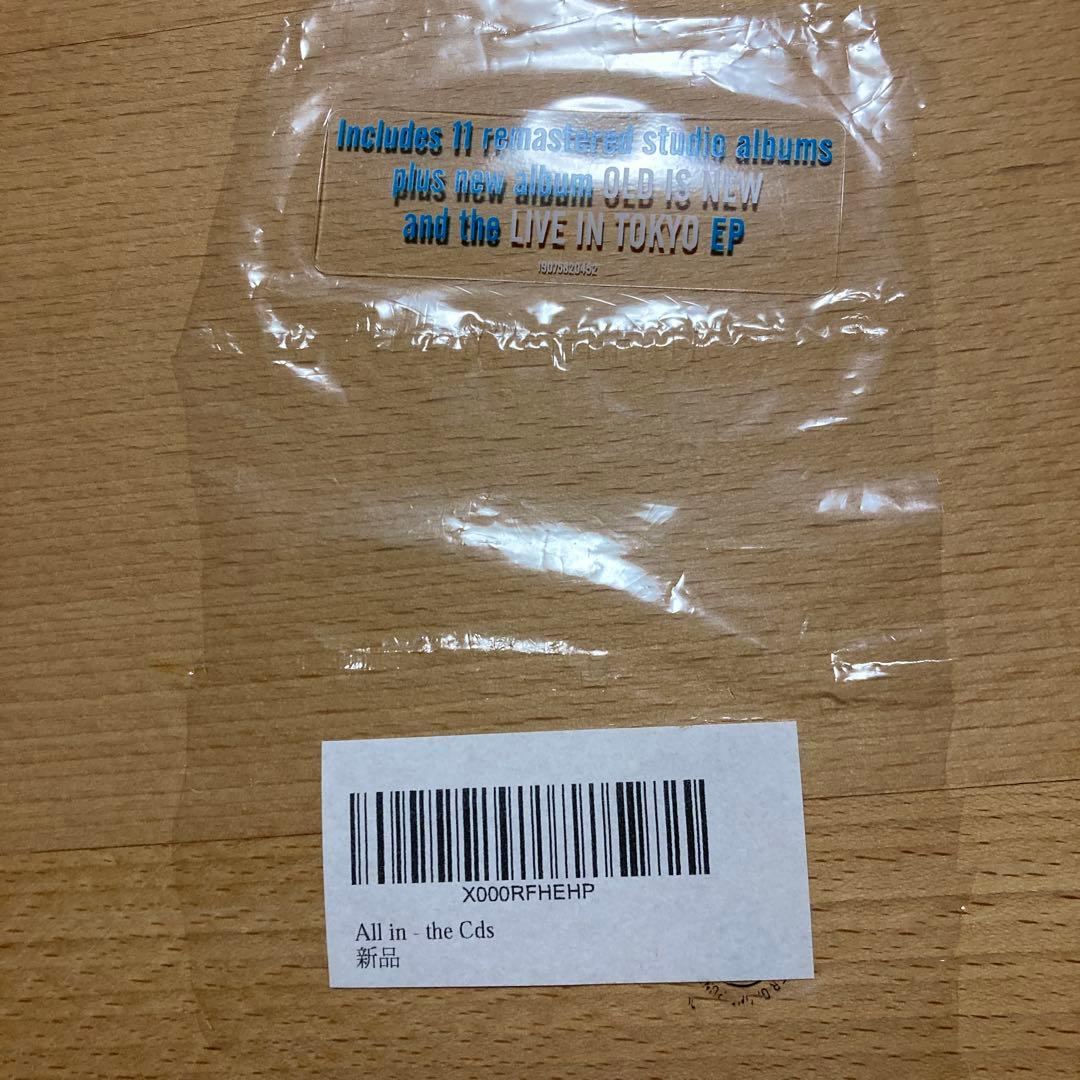 Includes 11 remastered studio albums
plus new album OLD IS NEW
and the LIVE IN TOKYO EP
19075820452
X000RFHEHP
All in - the Cds
新品